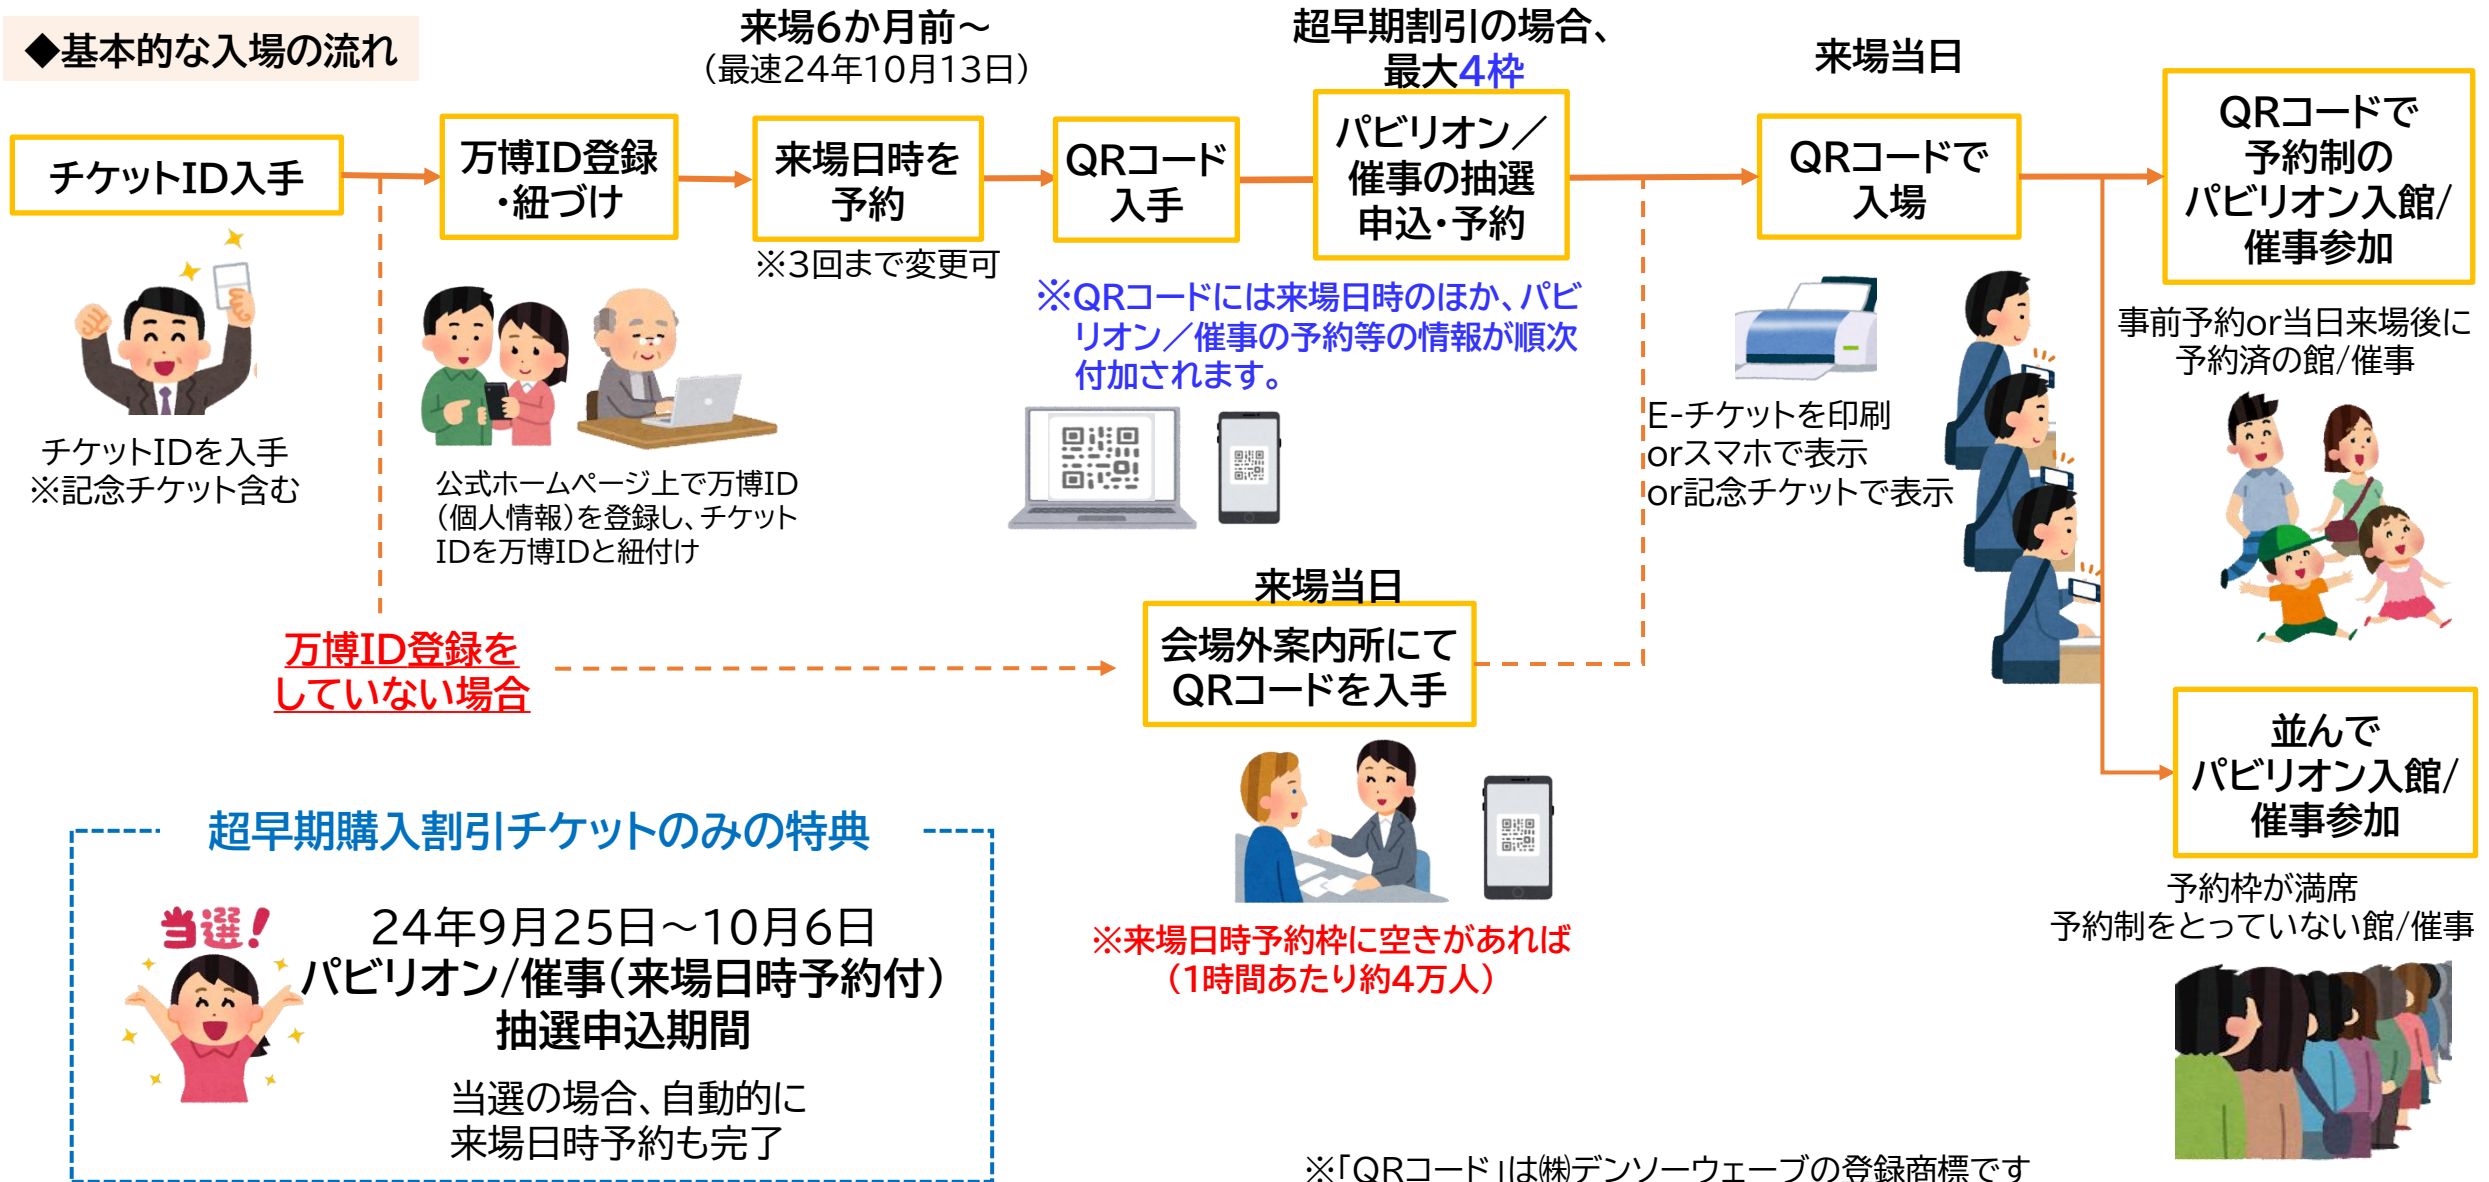 ◆基本的な入場の流れ
来場6か月前～
（最速24年10月13日）
超早期割引の場合、
最大4枠
来場当日
チケットID入手
万博ID登録
・紐づけ
来場日時を
予約
QRコード
入手
パビリオン／
催事の抽選
申込・予約
QRコードで
入場
QRコードで
予約制の
パビリオン入館/
催事参加
※3回まで変更可
※QRコードには来場日時のほか、パビ
リオン／催事の予約等の情報が順次
付加されます。
事前予約or当日来場後に
予約済の館/催事
チケットIDを入手
※記念チケット含む
公式ホームページ上で万博ID
（個人情報）を登録し、チケット
IDを万博IDと紐付け
E-チケットを印刷
orスマホで表示
or記念チケットで表示
万博ID登録を
していない場合
来場当日
会場外案内所にて
QRコードを入手
※来場日時予約枠に空きがあれば
（1時間あたり約4万人）
並んで
パビリオン入館/
催事参加
予約枠が満席
予約制をとっていない館/催事
超早期購入割引チケットのみの特典
当選！
24年9月25日～10月6日
パビリオン/催事（来場日時予約付）
抽選申込期間
当選の場合、自動的に
来場日時予約も完了
※「QRコード」は㈱デンソーウェーブの登録商標です